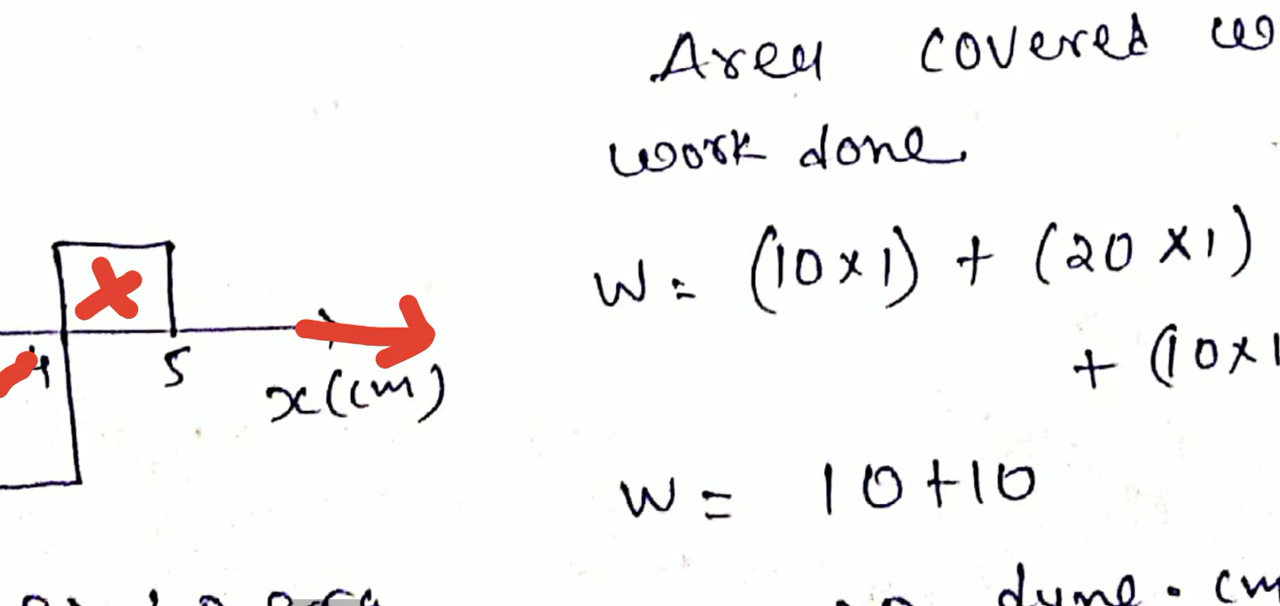 Area covered
work done.
W = (10×1) + (20×1)
+ (10×1
4 5
x(cm)
W = 10+10
dyne . cm